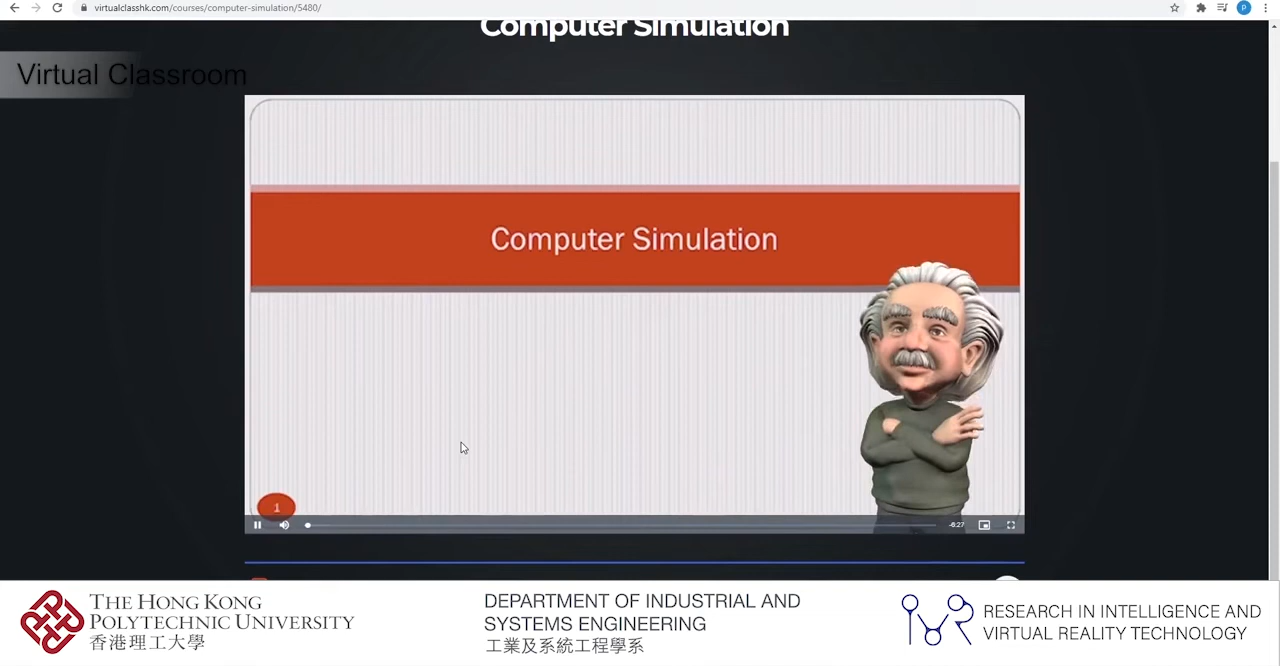 virtualclasshk.com/courses/computer-simulation/5480/
P
Computer Simulation
Virtual Classroom
Computer Simulation
1
-6:27
THE HONG KONG
POLYTECHNIC UNIVERSITY
香港理工大學
DEPARTMENT OF INDUSTRIAL AND
SYSTEMS ENGINEERING
工業及系統工程學系
RESEARCH IN INTELLIGENCE AND
VIRTUAL REALITY TECHNOLOGY